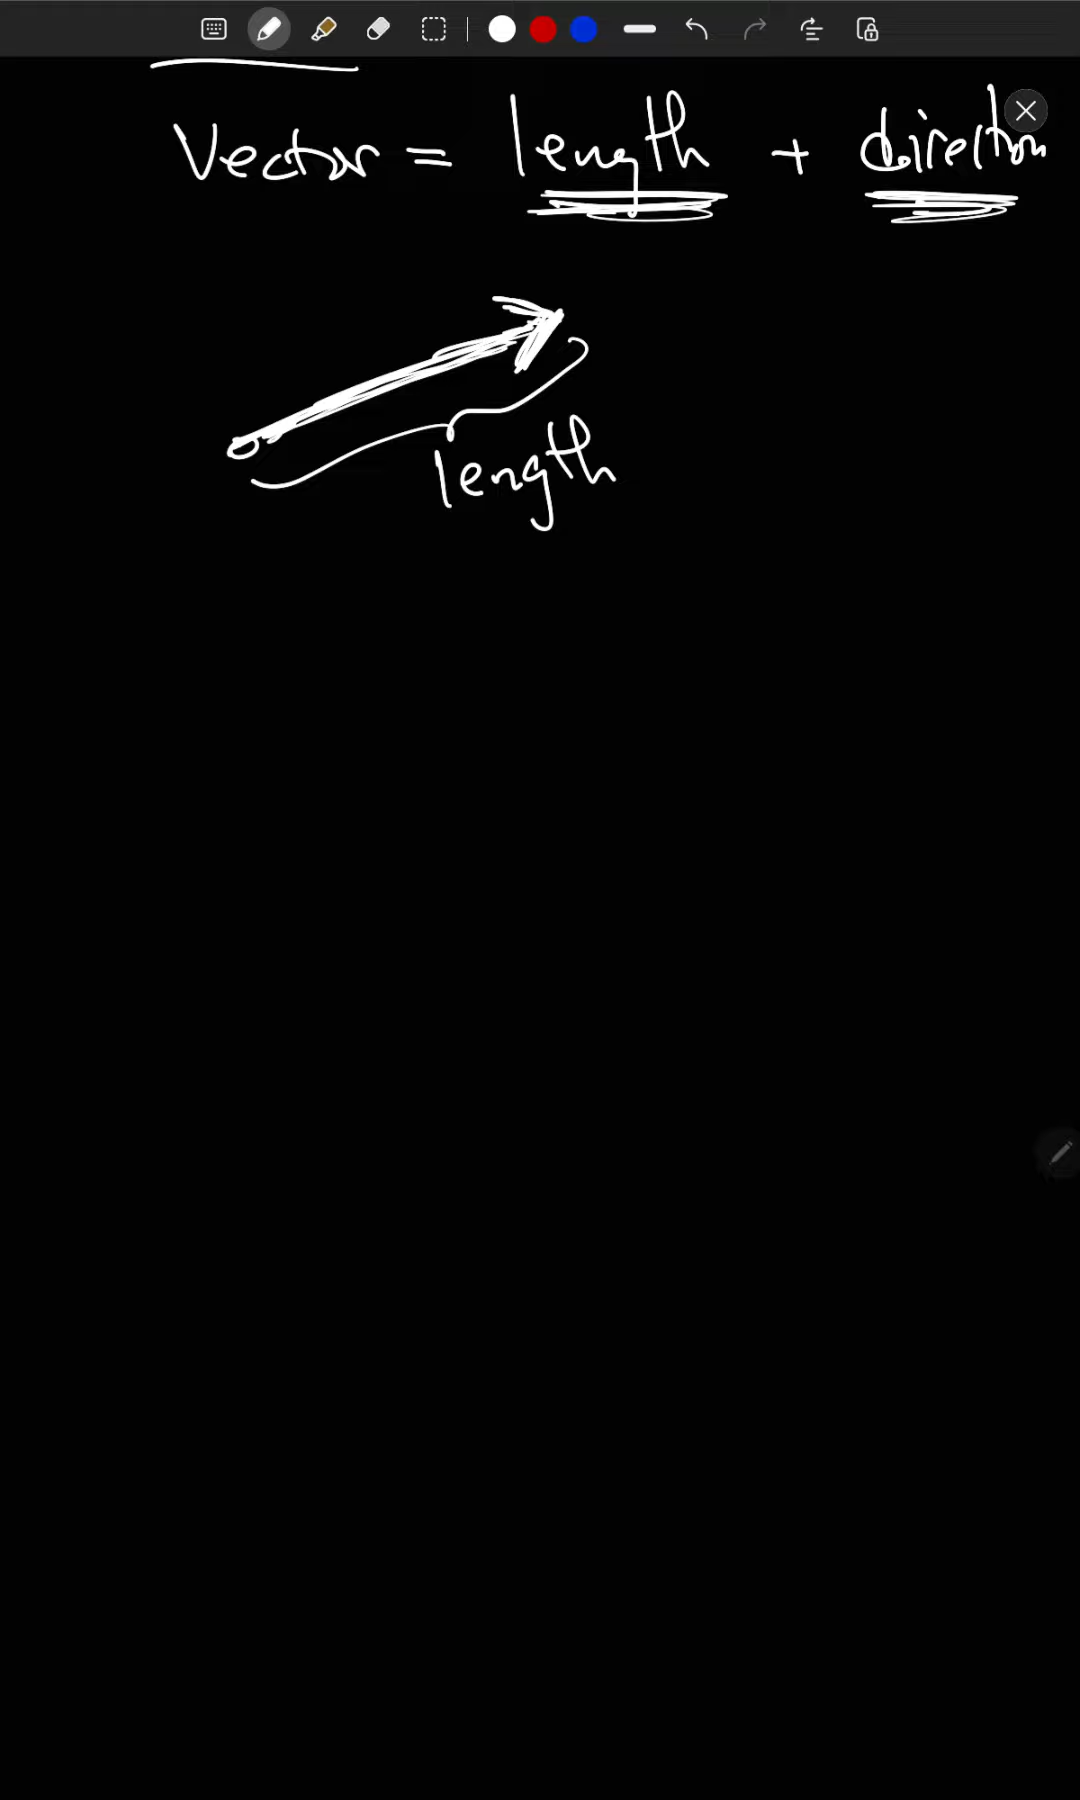 Vector = length + direction
length